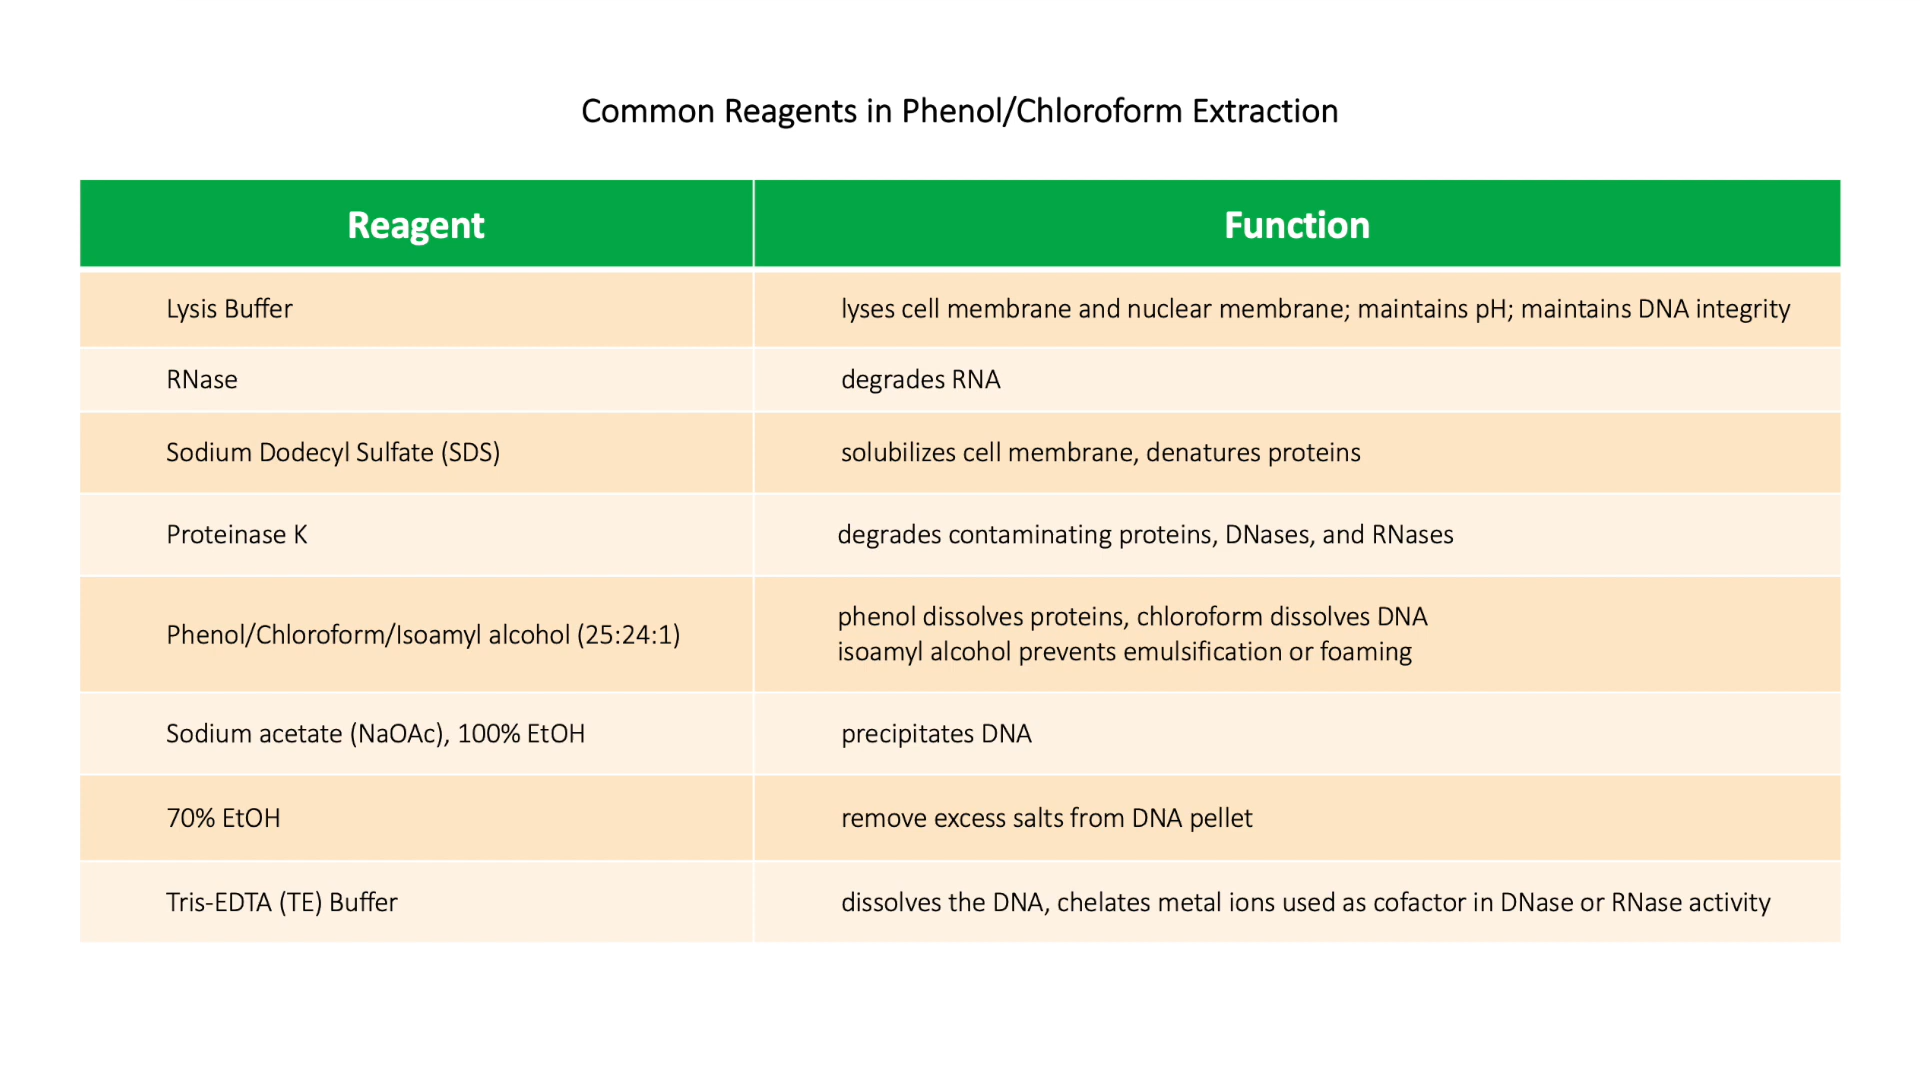 Common Reagents in Phenol/Chloroform Extraction
Reagent
Function
Lysis Buffer
lyses cell membrane and nuclear membrane; maintains pH; maintains DNA integrity
RNase
degrades RNA
Sodium Dodecyl Sulfate (SDS)
solubilizes cell membrane, denatures proteins
Proteinase K
degrades contaminating proteins, DNases, and RNases
Phenol/Chloroform/Isoamyl alcohol (25:24:1)
phenol dissolves proteins, chloroform dissolves DNA
isoamyl alcohol prevents emulsification or foaming
Sodium acetate (NaOAc), 100% EtOH
precipitates DNA
70% EtOH
remove excess salts from DNA pellet
Tris-EDTA (TE) Buffer
dissolves the DNA, chelates metal ions used as cofactor in DNase or RNase activity